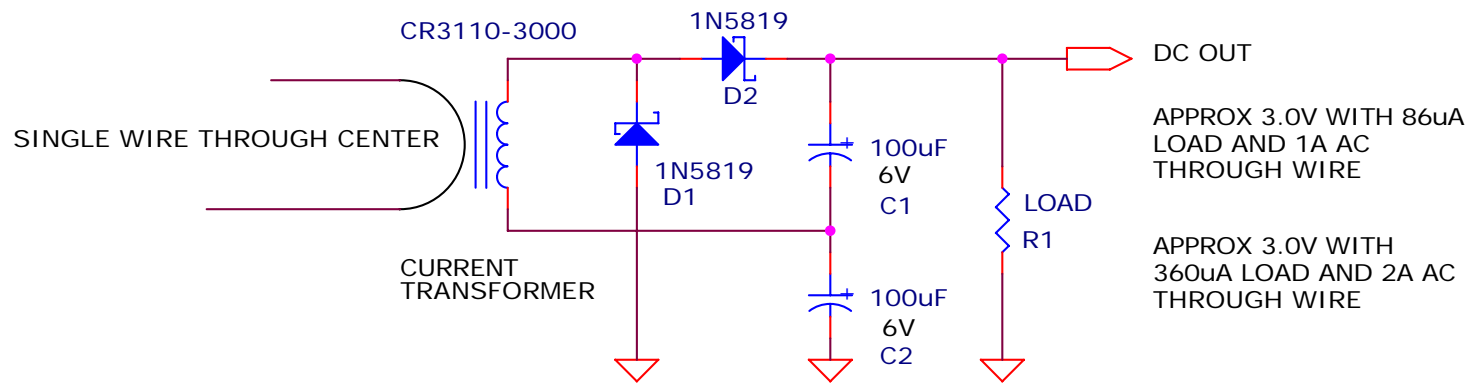 CR3110-3000
1N5819
D2
DC OUT
SINGLE WIRE THROUGH CENTER
1N5819
D1
100uF
6V
C1
APPROX 3.0V WITH 86uA
LOAD AND 1A AC
THROUGH WIRE
LOAD
R1
CURRENT
TRANSFORMER
100uF
6V
C2
APPROX 3.0V WITH
360uA LOAD AND 2A AC
THROUGH WIRE